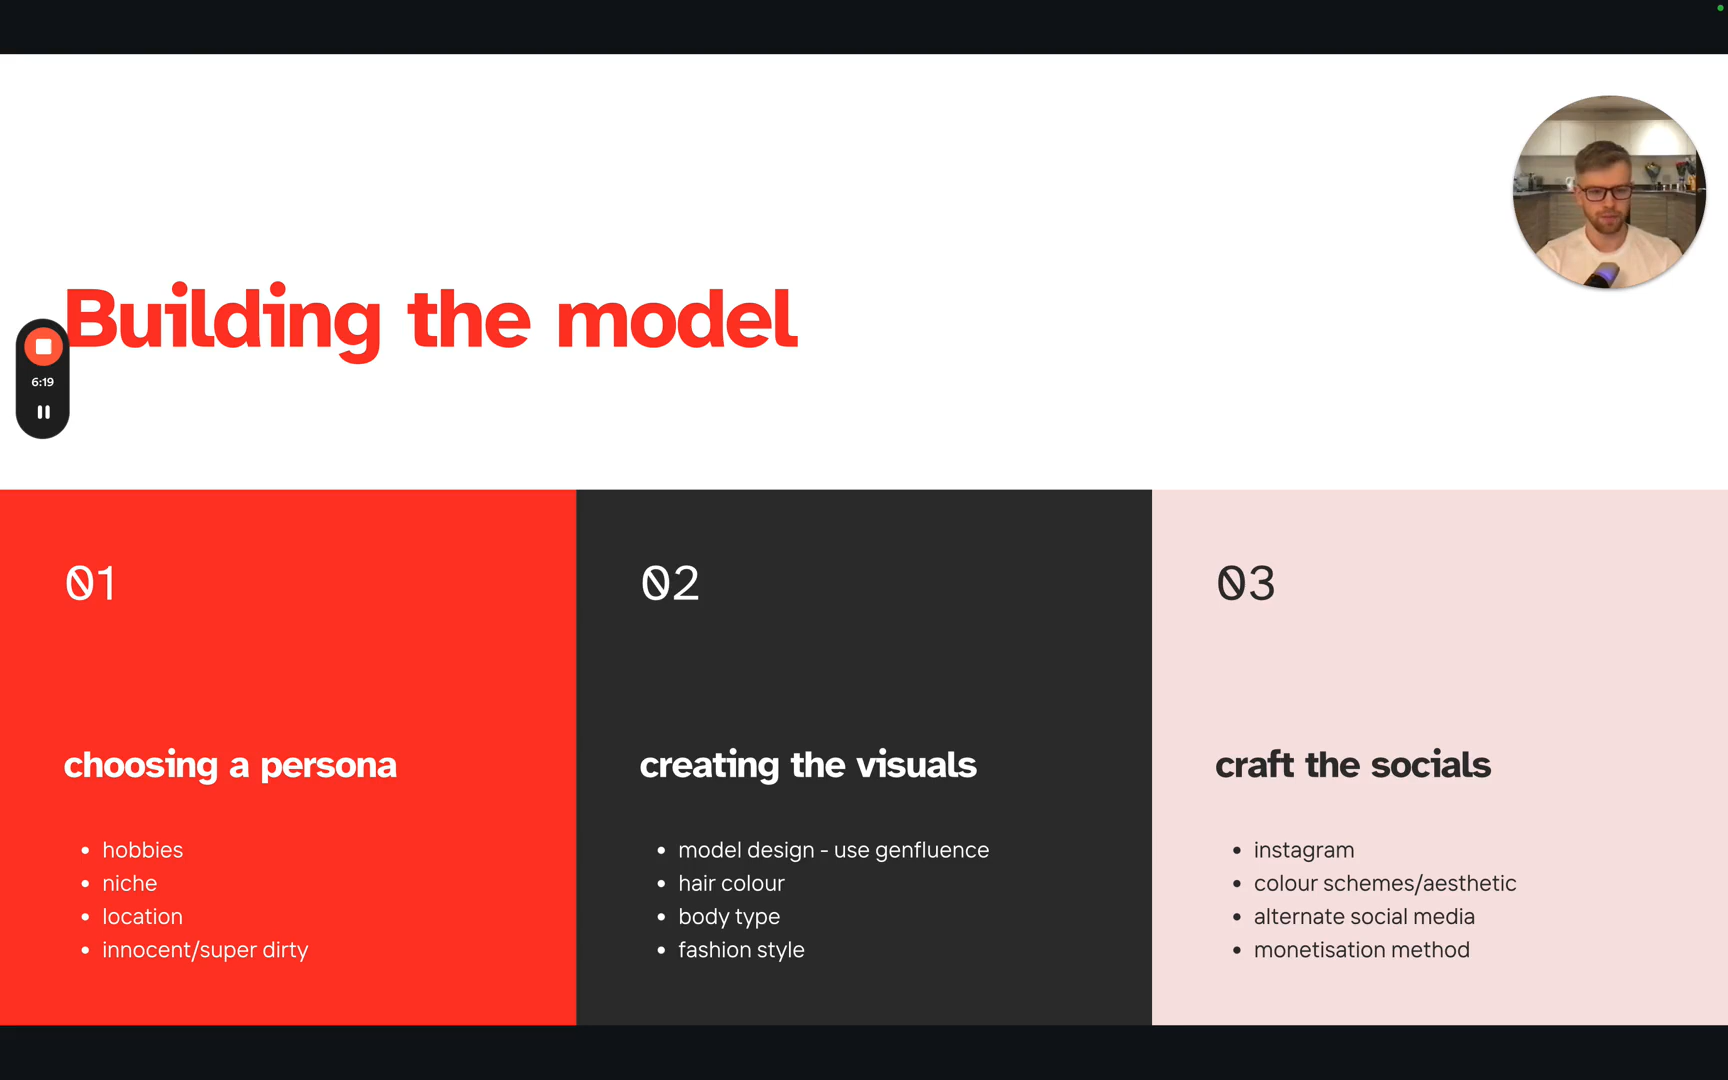 Building the model
6:19
01
choosing a persona
hobbies
niche
location
innocent/super dirty
02
creating the visuals
model design - use genfluence
hair colour
body type
fashion style
03
craft the socials
instagram
colour schemes/aesthetic
alternate social media
monetisation method